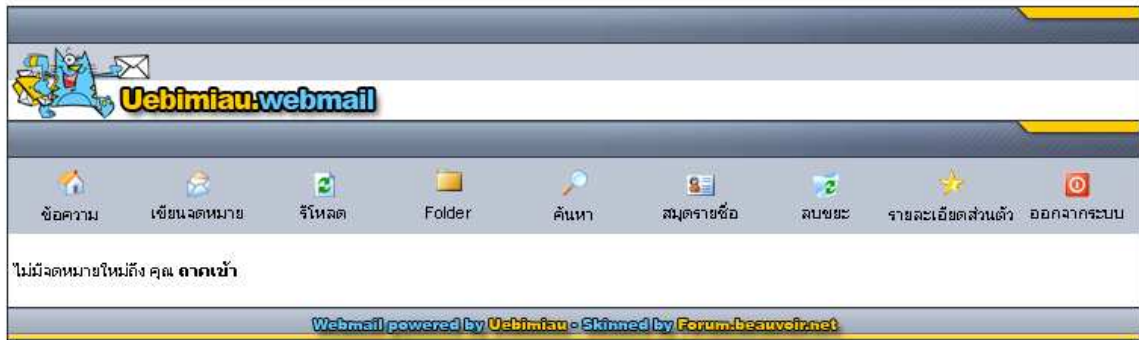 Uebimiau.webmail
ข้อความ เขียนจดหมาย รีโหลด Folder ค้นหา สมุดรายชื่อ ลบขยะ รายละเอียดส่วนตัว ออกจากระบบ
ไม่มีจดหมายใหม่ถึง คุณ ถาดเข้า
Webmail powered by Uebimiau - Skinned by Forum.beauvoir.net